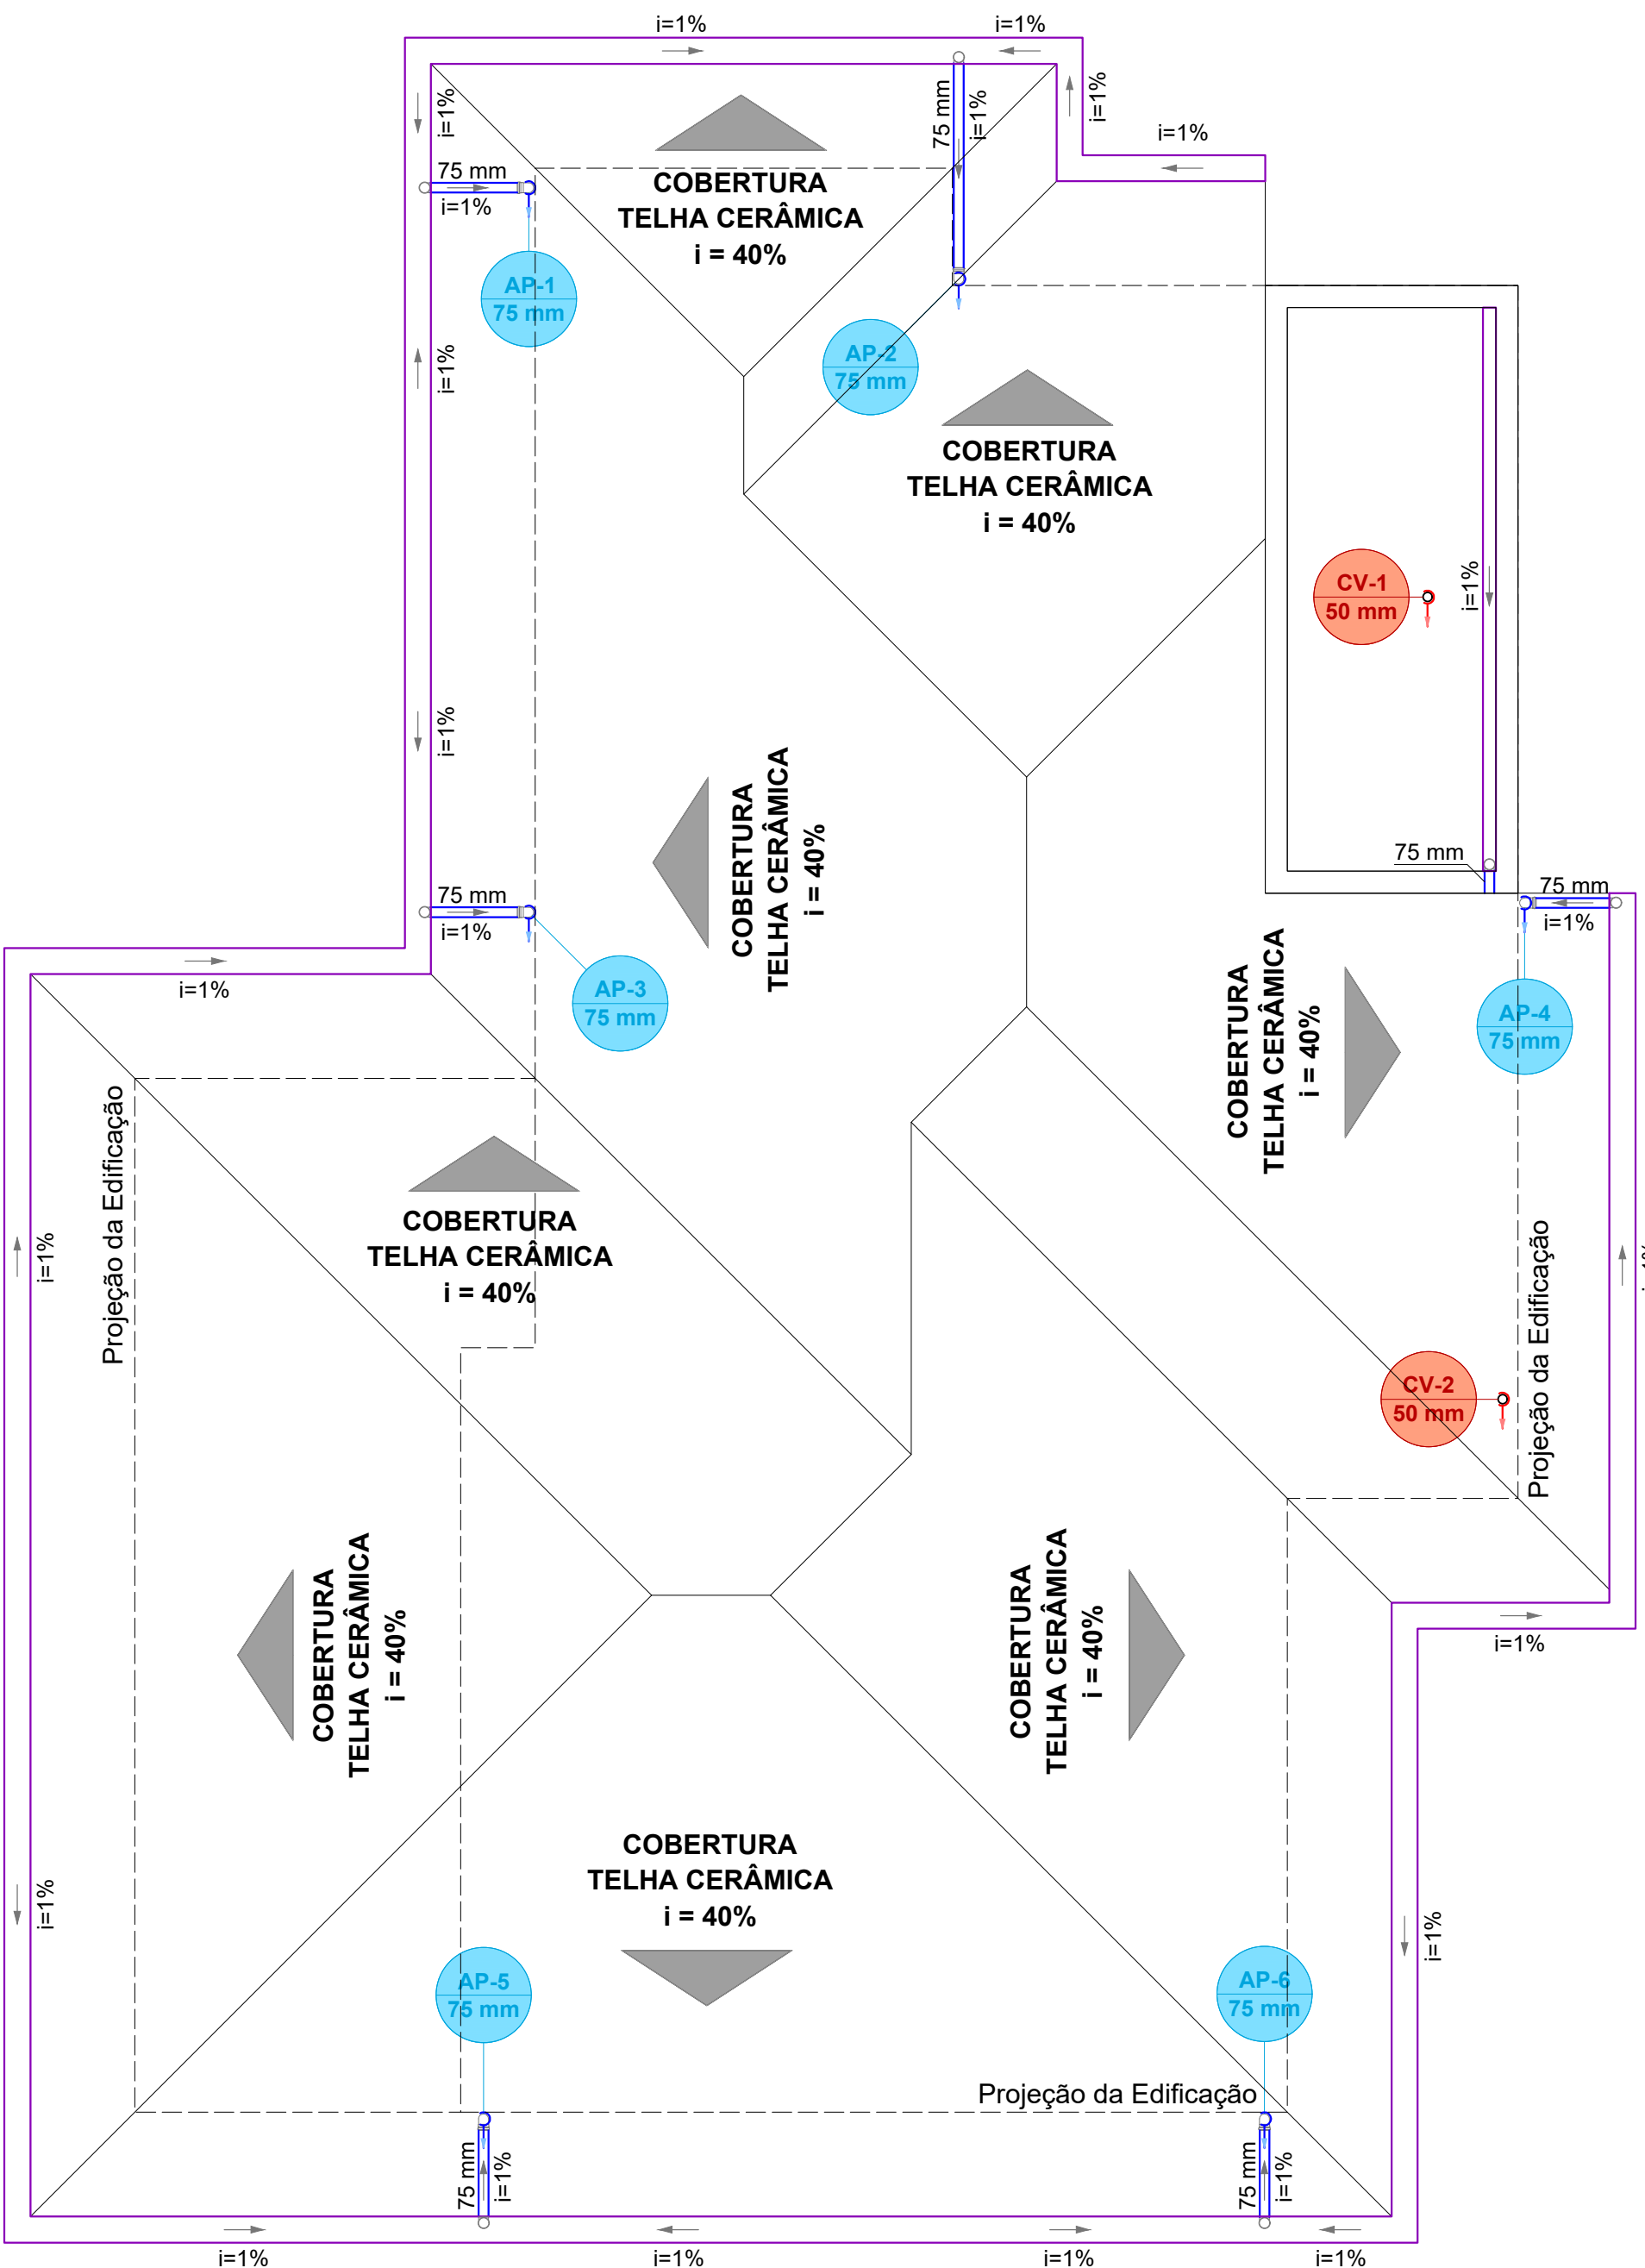 i=1%
i=1%
i=1%
75 mm
i=1%
i=1%
i=1%
75 mm
i=1%
COBERTURA
TELHA CERÂMICA
i = 40%
AP-1
75 mm
AP-2
75 mm
i=1%
COBERTURA
TELHA CERÂMICA
i = 40%
CV-1
50 mm
i=1%
i=1%
COBERTURA
TELHA CERÂMICA
i = 40%
75 mm
75 mm
i=1%
75 mm
i=1%
i=1%
AP-3
75 mm
COBERTURA
TELHA CERÂMICA
i = 40%
AP-4
75 mm
Projeção da Edificação
COBERTURA
TELHA CERÂMICA
i = 40%
i=1%
Projeção da Edificação
CV-2
50 mm
COBERTURA
TELHA CERÂMICA
i = 40%
COBERTURA
TELHA CERÂMICA
i = 40%
i=1%
COBERTURA
TELHA CERÂMICA
i = 40%
i=1%
i=1%
AP-5
75 mm
AP-6
75 mm
Projeção da Edificação
75 mm
i=1%
75 mm
i=1%
i=1%
i=1%
i=1%
i=1%